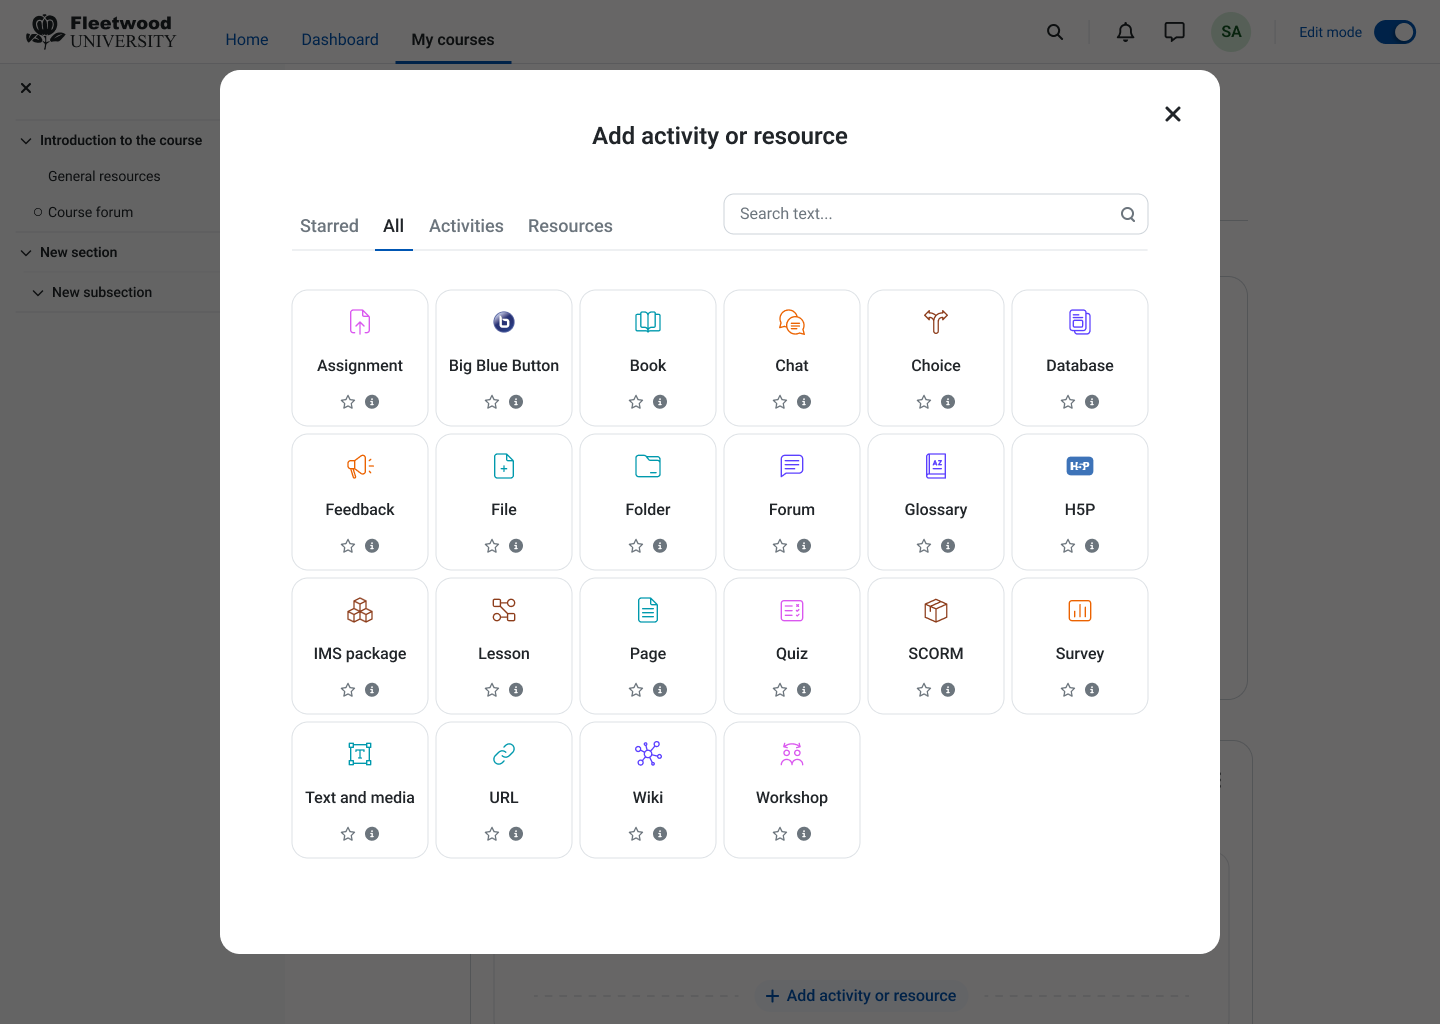 Fleetwood
UNIVERSITY
Home
Dashboard
My courses
SA
Edit mode
Introduction to the course
General resources
Course forum
New section
New subsection
Add activity or resource
Starred
All
Activities
Resources
Search text...
Assignment
Big Blue Button
Book
Chat
Choice
Database
Feedback
File
Folder
Forum
AZ
Glossary
H5P
H5P
IMS package
Lesson
Page
Quiz
SCORM
Survey
T
Text and media
URL
Wiki
Workshop
Add activity or resource